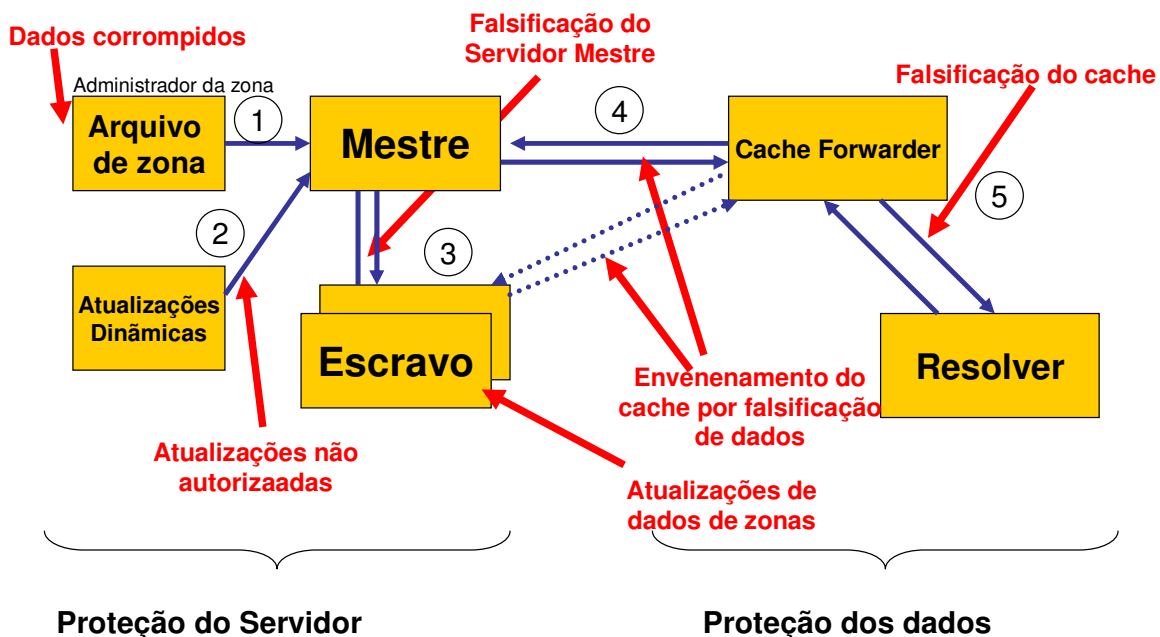 Dados corrompidos
Falsificação do
Servidor Mestre
Falsificação do cache
Administrador da zona
Arquivo
de zona
1
Mestre
4
Cache Forwarder
5
2
3
Atualizações
Dinâmicas
Escravo
Resolver
Envenenamento do
cache por falsificação
de dados
Atualizações não
autorizaadas
Atualizações de
dados de zonas
Proteção do Servidor
Proteção dos dados